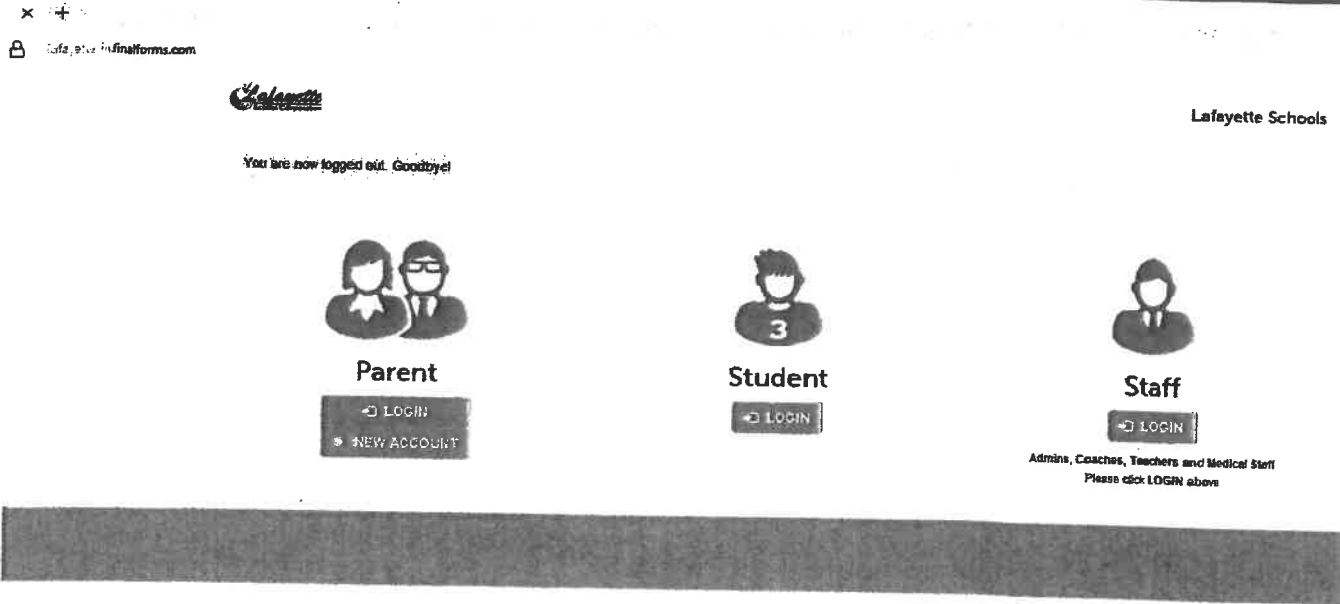 finalforms.com
Lafayette
Lafayette Schools
You are now logged out. Goodbye!
3
Parent
Student
Staff
LOGIN
NEW ACCOUNT
LOGIN
LOGIN
Admins, Coaches, Teachers and Medical Staff
Please click LOGIN above